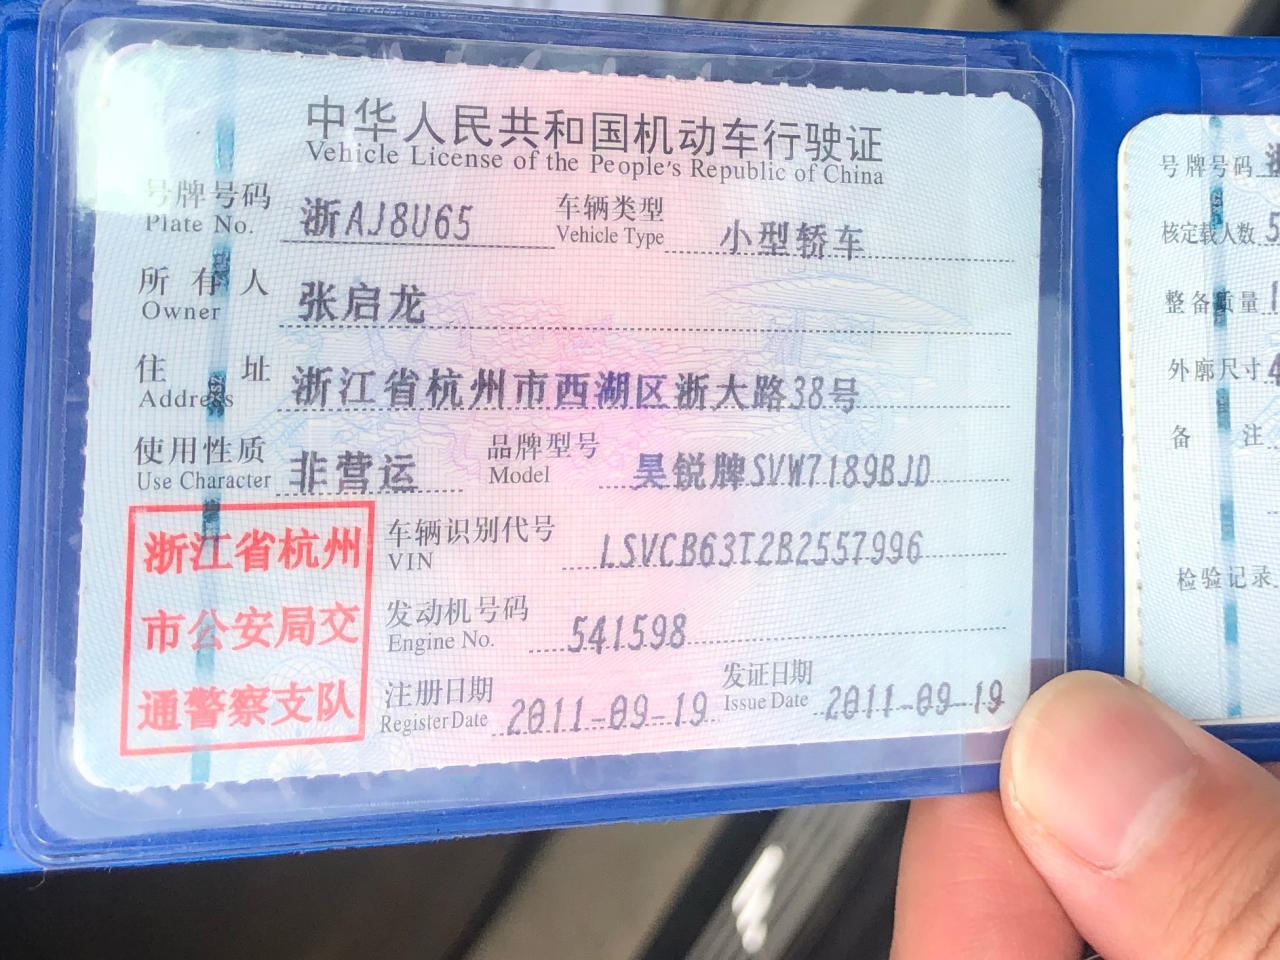 中华人民共和国机动车行驶证
Vehicle License of the People's Republic of China
号牌号码 浙AJ8U65 车辆类型 小型轿车
Plate No. Vehicle Type
所有人 张启龙
Owner
住址 浙江省杭州市西湖区浙大路38号
Address
使用性质 非营运 品牌型号 昊锐牌SVW7189BJD
Use Character Model
浙江省杭州
市公安局交
通警察支队
车辆识别代号 LSVCB63T2B2557996
VIN
发动机号码 541598
Engine No.
注册日期 2011-09-19 发证日期 2011-09-19
Register Date Issue Date
号牌号码
核定载人数 5
整备质量
外廓尺寸 4
备注
检验记录